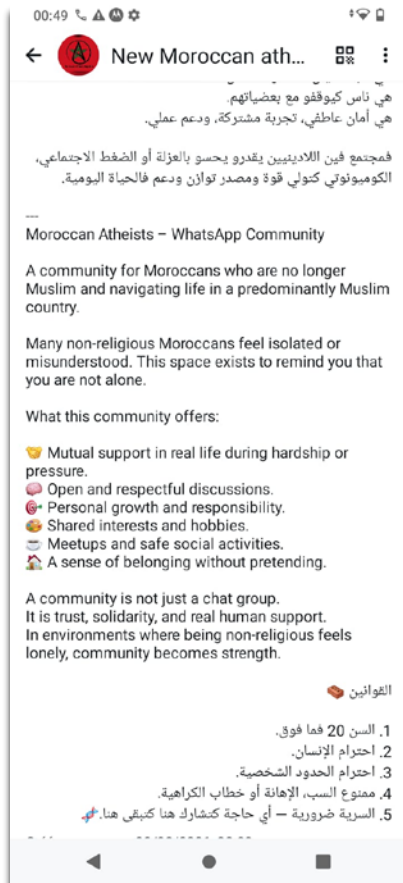 00:49
New Moroccan ath...
هي ناس كيوقفو مع بعضياتهم.
هي أمان عاطفي، تجربة مشتركة، ودعم عملي.
فمجتمع فين اللادينيين يقدرو يحسو بالعزلة أو الضغط الاجتماعي،
الكوميونوتي كتولي قوة ومصدر توازن ودعم فالحياة اليومية.
---
Moroccan Atheists – WhatsApp Community
A community for Moroccans who are no longer
Muslim and navigating life in a predominantly Muslim
country.
Many non-religious Moroccans feel isolated or
misunderstood. This space exists to remind you that
you are not alone.
What this community offers:
🤝 Mutual support in real life during hardship or
pressure.
🧠 Open and respectful discussions.
🎯 Personal growth and responsibility.
🎨 Shared interests and hobbies.
☕ Meetups and safe social activities.
🏠 A sense of belonging without pretending.
A community is not just a chat group.
It is trust, solidarity, and real human support.
In environments where being non-religious feels
lonely, community becomes strength.
القوانين 🧱
1. السن 20 فما فوق.
2. احترام الإنسان.
3. احترام الحدود الشخصية.
4. ممنوع السب، الإهانة أو خطاب الكراهية.
5. السرية ضرورية — أي حاجة كتشارك هنا كتبقى هنا.🧬